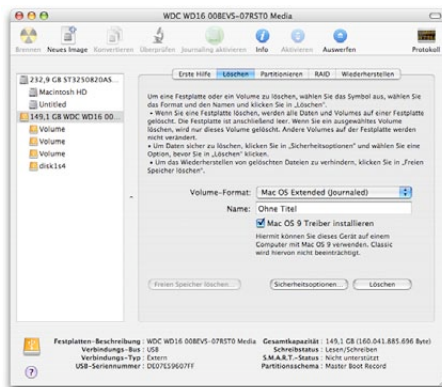 WDC WD16 00BEVS-07RST0 Media
Brennen Neues Image Konvertieren Überprüfen Journaling aktivieren Info Aktivieren Auswerfen Protokoll
232,9 GB ST3250820AS...
Macintosh HD
Untitled
149,1 GB WDC WD16 00...
Volume
Volume
Volume
disk1s4
Erste Hilfe Löschen Partitionieren RAID Wiederherstellen
Um eine Festplatte oder ein Volume zu löschen, wählen Sie das Symbol aus, wählen Sie
das Format und den Namen und klicken Sie in „Löschen".
• Wenn Sie eine Festplatte löschen, werden alle Daten und Volumes auf einer Festplatte
gelöscht. Die Festplatte ist anschließend leer. Wenn Sie ein ausgewähltes Volume
löschen, wird nur dieses Volume gelöscht. Andere Volumes auf der Festplatte werden
nicht verändert.
• Um Daten sicher zu löschen, klicken Sie in „Sicherheitsoptionen" und wählen Sie eine
Option, bevor Sie in „Löschen" klicken.
• Um das Wiederherstellen von gelöschten Dateien zu verhindern, klicken Sie in „Freien
Speicher löschen".
Volume-Format: Mac OS Extended (Journaled)
Name: Ohne Titel
Mac OS 9 Treiber installieren
Hiermit können Sie dieses Gerät auf einem
Computer mit Mac OS 9 verwenden. Classic
wird hiervon nicht beeinträchtigt.
Freien Speicher löschen... Sicherheitsoptionen... Löschen
Festplatten-Beschreibung : WDC WD16 00BEVS-07RST0 Media Gesamtkapazität : 149,1 GB (160.041.885.696 Byte)
Verbindungs-Bus : USB Schreibstatus : Lesen/Schreiben
Verbindungs-Typ : Extern S.M.A.R.T.-Status : Nicht unterstützt
USB-Seriennummer : DE07E59607FF Partitionsschema : Master Boot Record
?